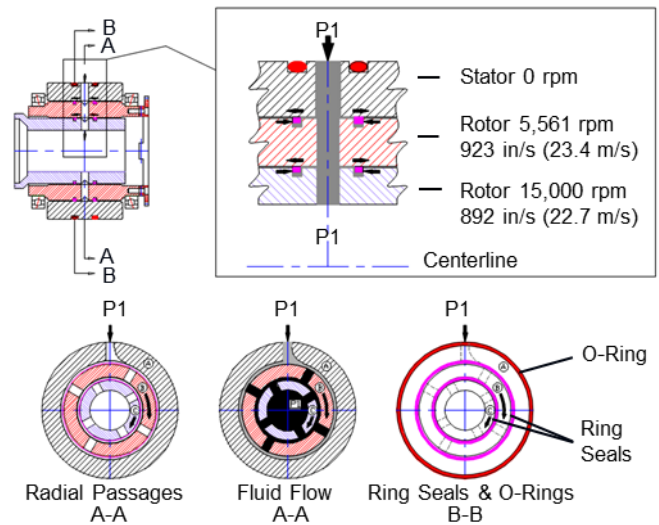 B
A
A
B
P1
P1
Stator 0 rpm
Rotor 5,561 rpm
923 in/s (23.4 m/s)
Rotor 15,000 rpm
892 in/s (22.7 m/s)
Centerline
P1
A
B
C
Radial Passages
A-A
P1
A
B
C
P1
Fluid Flow
A-A
P1
A
B
C
O-Ring
Ring
Seals
Ring Seals & O-Rings
B-B